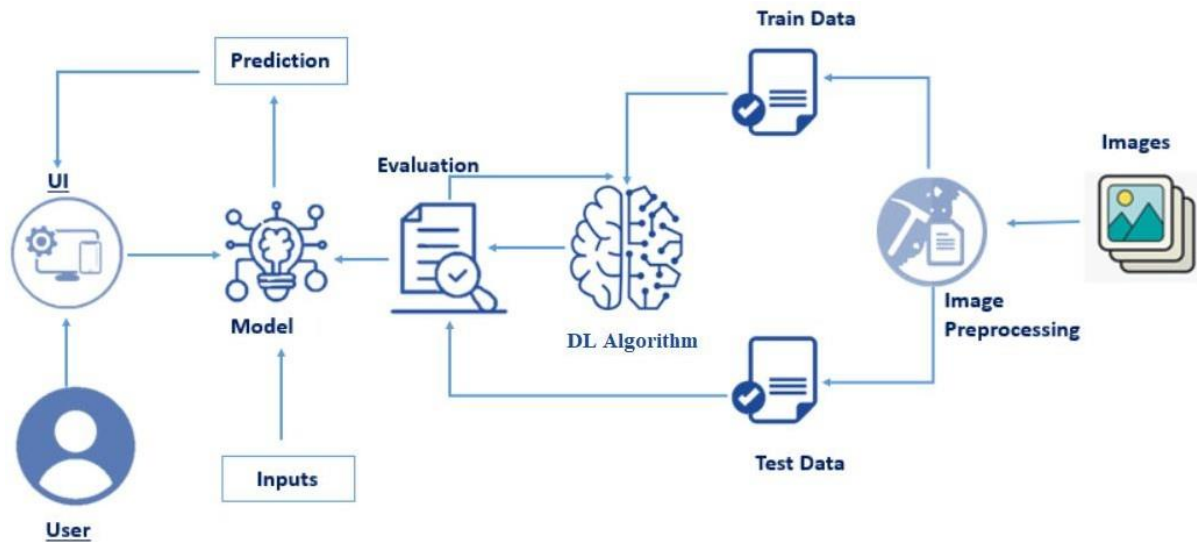 Train Data
Prediction
Images
Evaluation
UI
Image
Preprocessing
Model
DL Algorithm
Test Data
Inputs
User